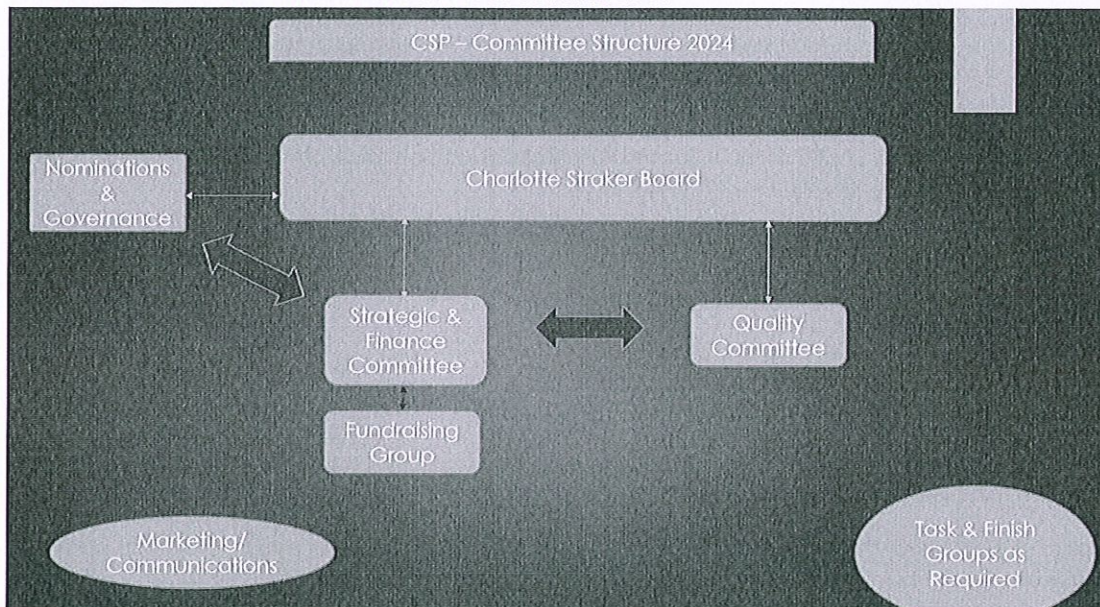 CSP – Committee Structure 2024
Charlotte Straker Board
Nominations
&
Governance
Strategic &
Finance
Committee
Quality
Committee
Fundraising
Group
Marketing/
Communications
Task & Finish
Groups as
Required